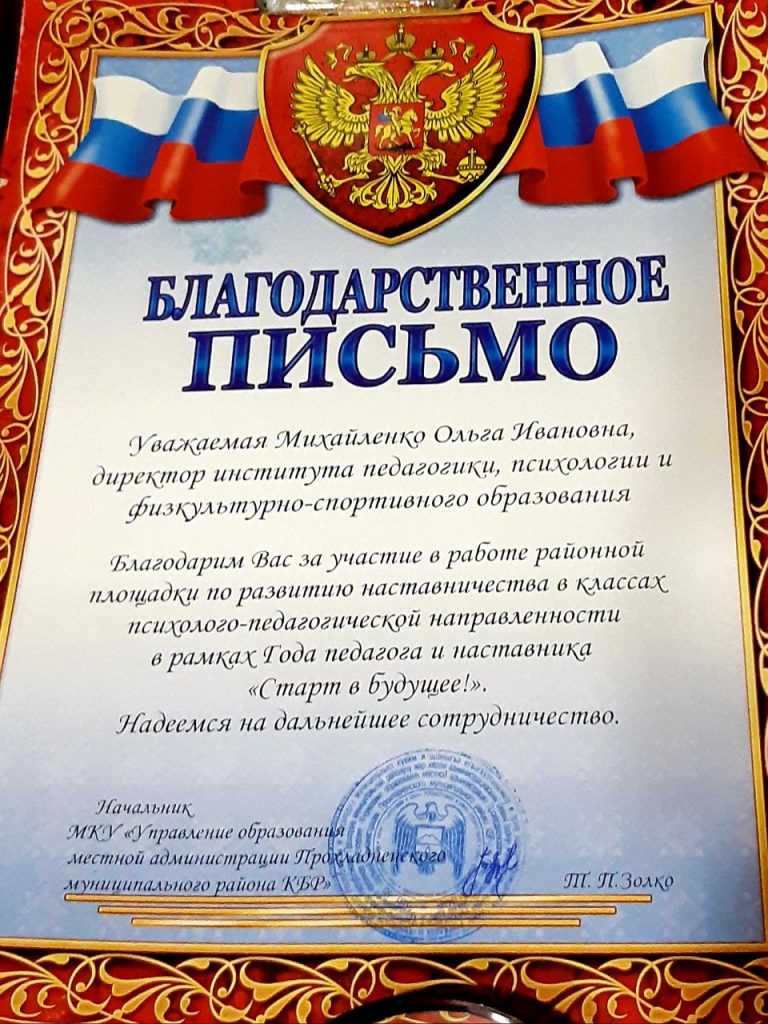 БЛАГОДАРСТВЕННОЕ
ПИСЬМО
Уважаемая Михайленко Ольга Ивановна,
директор института педагогики, психологии и
физкультурно-спортивного образования
Благодарим Вас за участие в работе районной
площадки по развитию наставничества в классах
психолого-педагогической направленности
в рамках Года педагога и наставника
«Старт в будущее!».
Надеемся на дальнейшее сотрудничество.
Начальник
МКУ «Управление образования
местной администрации Прохладненского
муниципального района КБР»
Т. П.Золко